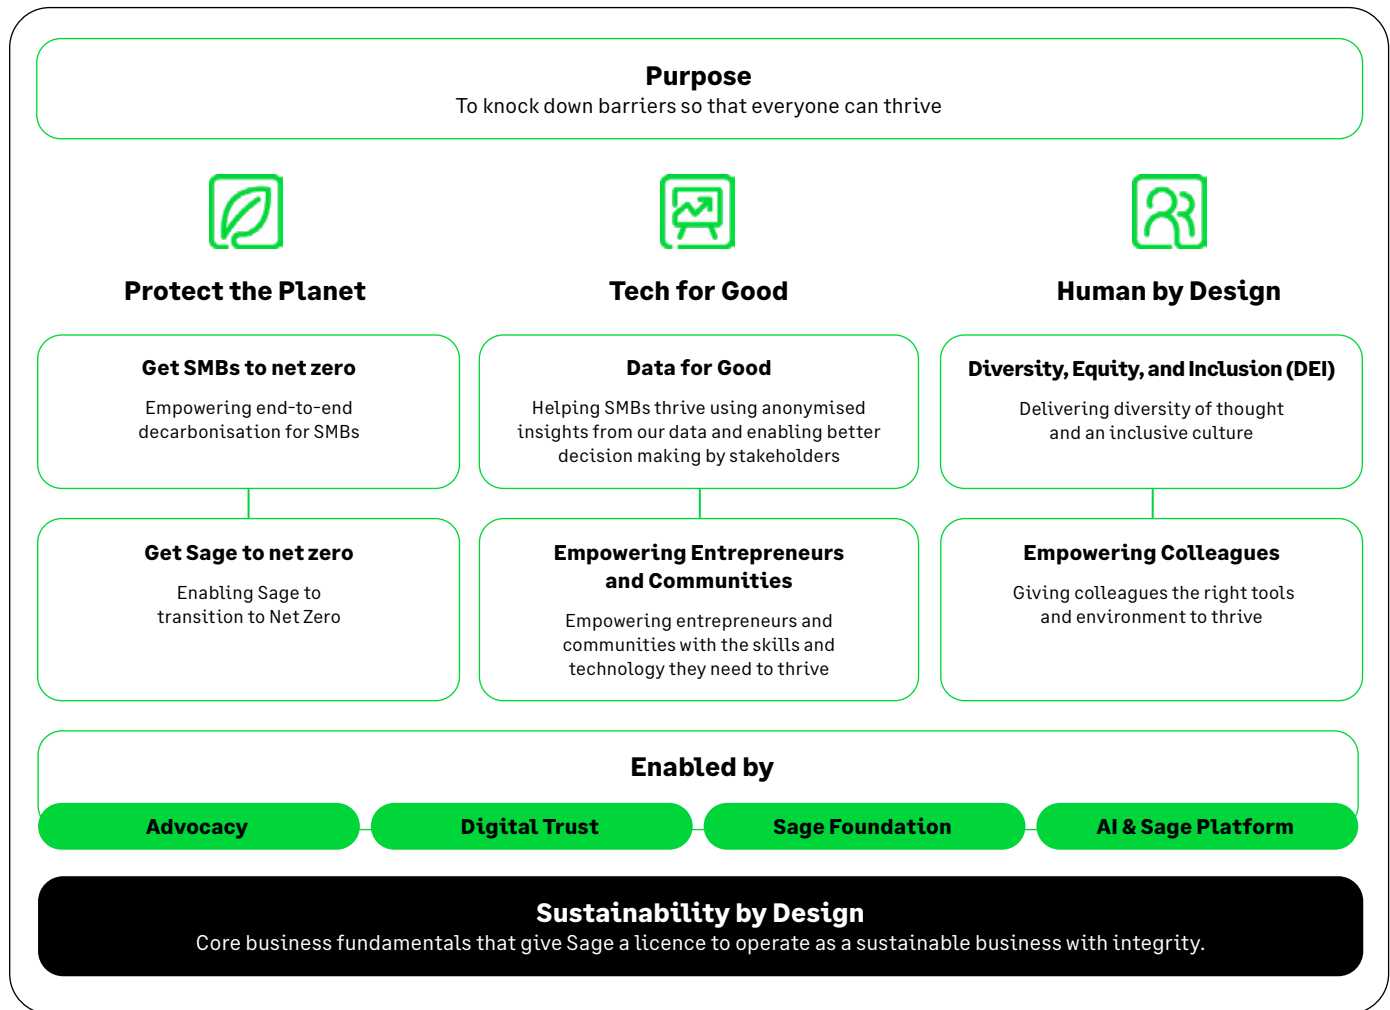 Purpose
To knock down barriers so that everyone can thrive
Protect the Planet
Get SMBs to net zero
Empowering end-to-end
decarbonisation for SMBs
Get Sage to net zero
Enabling Sage to
transition to Net Zero
Tech for Good
Data for Good
Helping SMBs thrive using anonymised
insights from our data and enabling better
decision making by stakeholders
Empowering Entrepreneurs
and Communities
Empowering entrepreneurs and
communities with the skills and
technology they need to thrive
Human by Design
Diversity, Equity, and Inclusion (DEI)
Delivering diversity of thought
and an inclusive culture
Empowering Colleagues
Giving colleagues the right tools
and environment to thrive
Enabled by
Advocacy
Digital Trust
Sage Foundation
AI & Sage Platform
Sustainability by Design
Core business fundamentals that give Sage a licence to operate as a sustainable business with integrity.